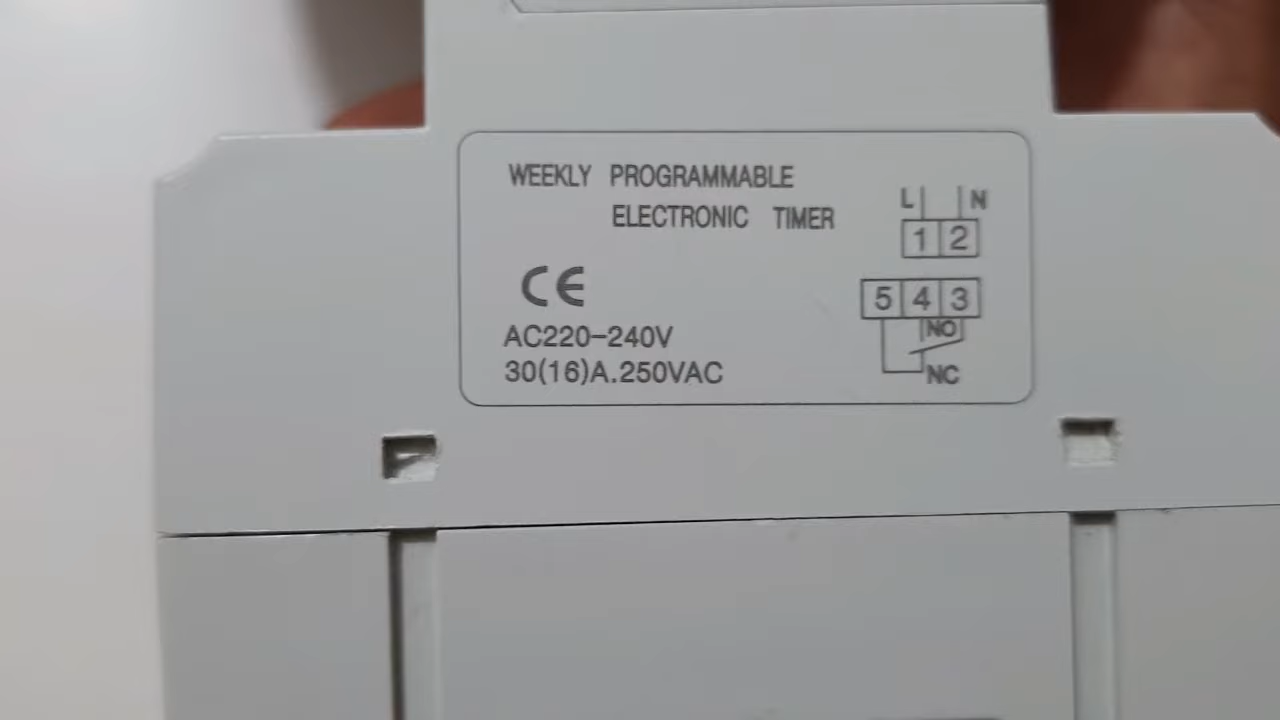 WEEKLY PROGRAMMABLE
ELECTRONIC TIMER
CE
AC220-240V
30(16)A.250VAC
L N
1 2
5 4 3
NO
NC